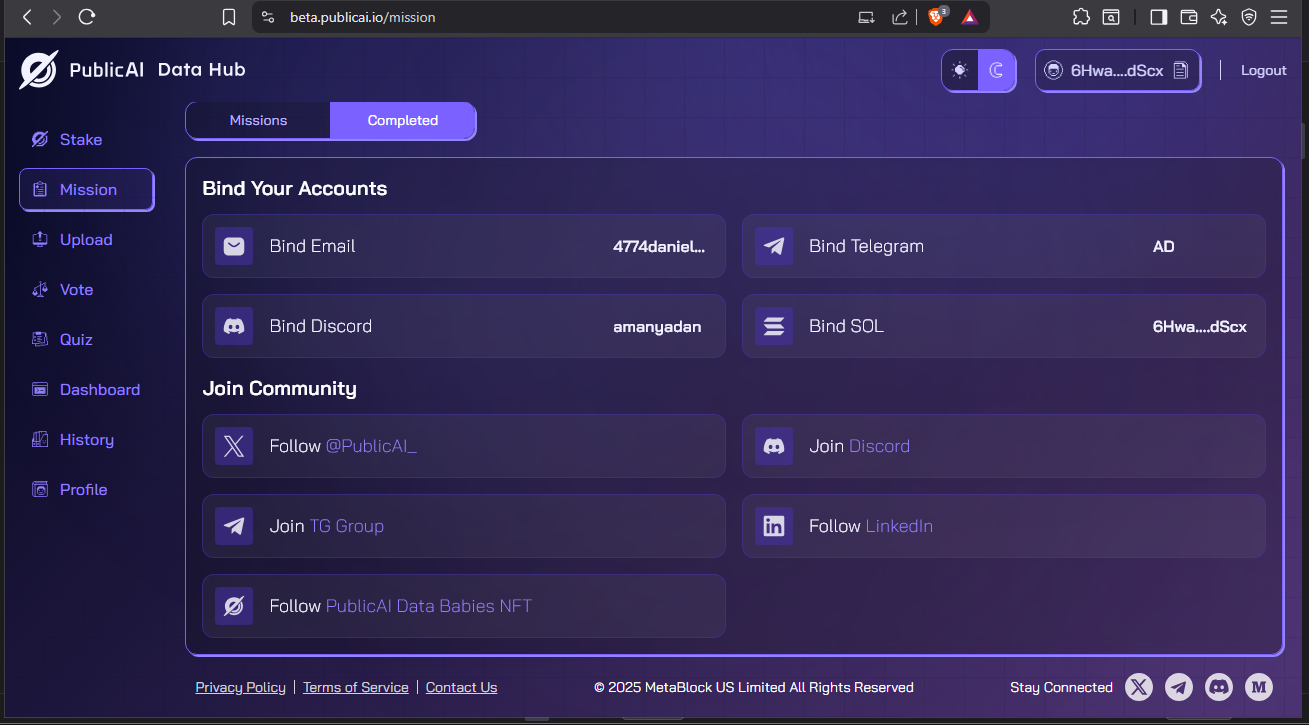 beta.publicai.io/mission
3
PublicAI Data Hub
6Hwa....dScx
Logout
Missions
Completed
Stake
Mission
Upload
Vote
Quiz
Dashboard
History
Profile
Bind Your Accounts
Bind Email
4774daniel...
Bind Telegram
AD
Bind Discord
amanyadan
Bind SOL
6Hwa....dScx
Join Community
Follow @PublicAI_
Join Discord
Join TG Group
Follow LinkedIn
Follow PublicAI Data Babies NFT
Privacy Policy | Terms of Service | Contact Us
© 2025 MetaBlock US Limited All Rights Reserved
Stay Connected